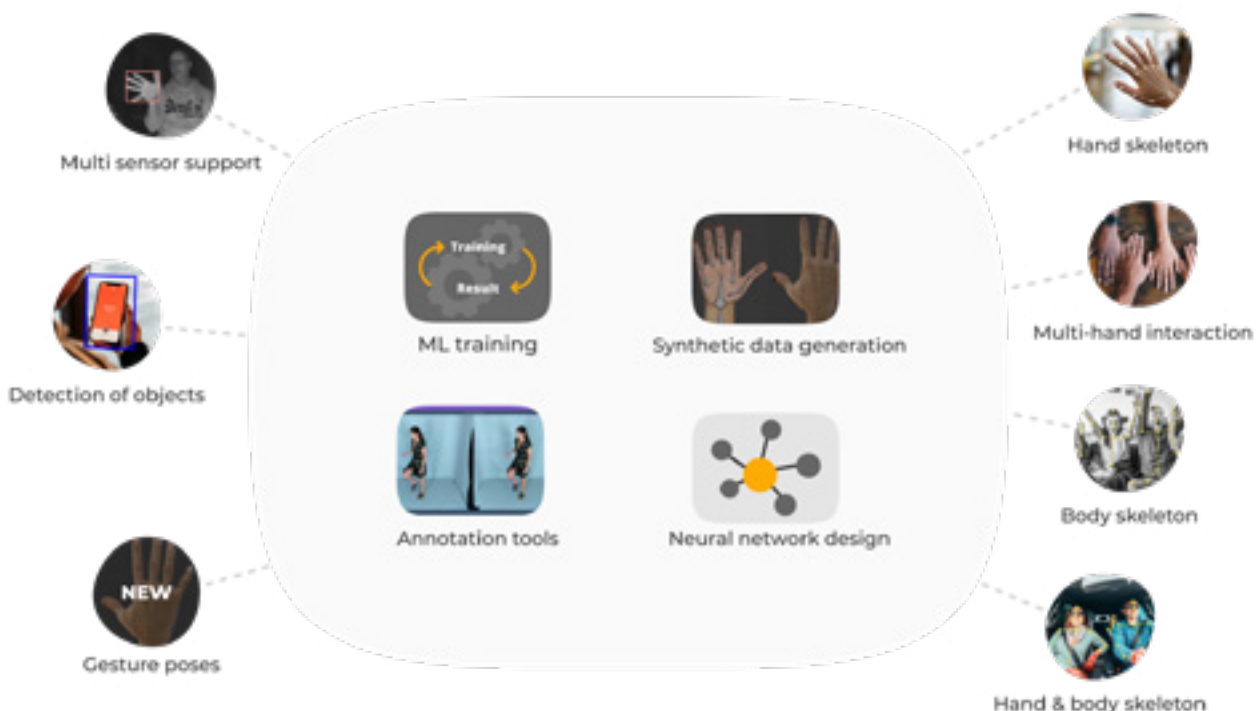 Multi sensor support
Hand skeleton
Training
Result
ML training
Synthetic data generation
Multi-hand interaction
Detection of objects
Annotation tools
Neural network design
Body skeleton
NEW
Gesture poses
Hand & body skeleton